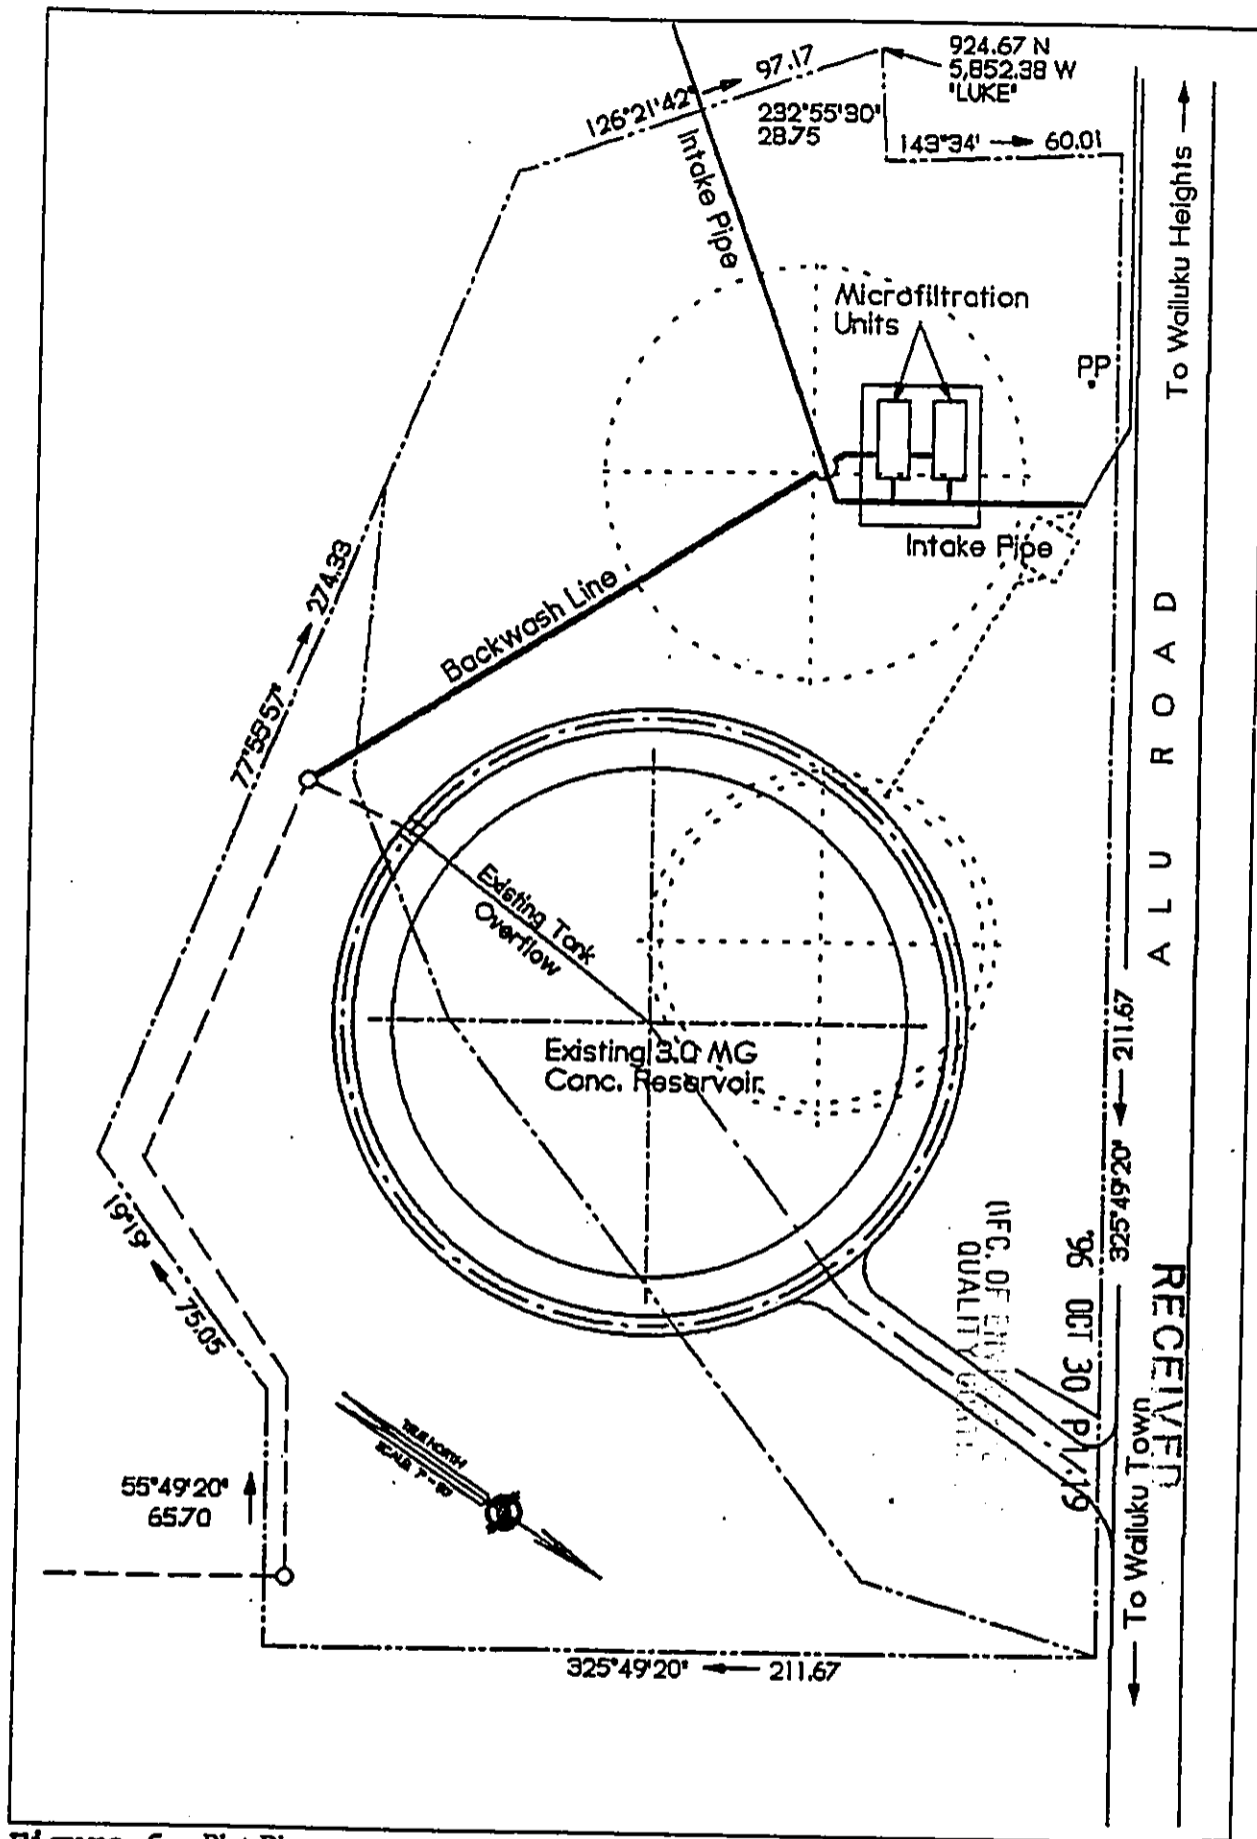 924.67 N
5,852.38 W
"LUKE"
126°21'42" 97.17
232°55'30"
28.75
143°34' 60.01
Intake Pipe
To Wailuku Heights
Microfiltration
Units
PP
Intake Pipe
Backwash Line
77°55'57" 274.33
ALU ROAD
Existing Tank
Overflow
Existing 3.0 MG
Conc. Reservoir
325°49'20" 211.67
19°19' 75.05
RECEIVED
'96 OCT 30 P1:19
OFC. OF
QUALITY
TRUE NORTH
SCALE
55°49'20"
65.70
To Wailuku Town
325°49'20" 211.67